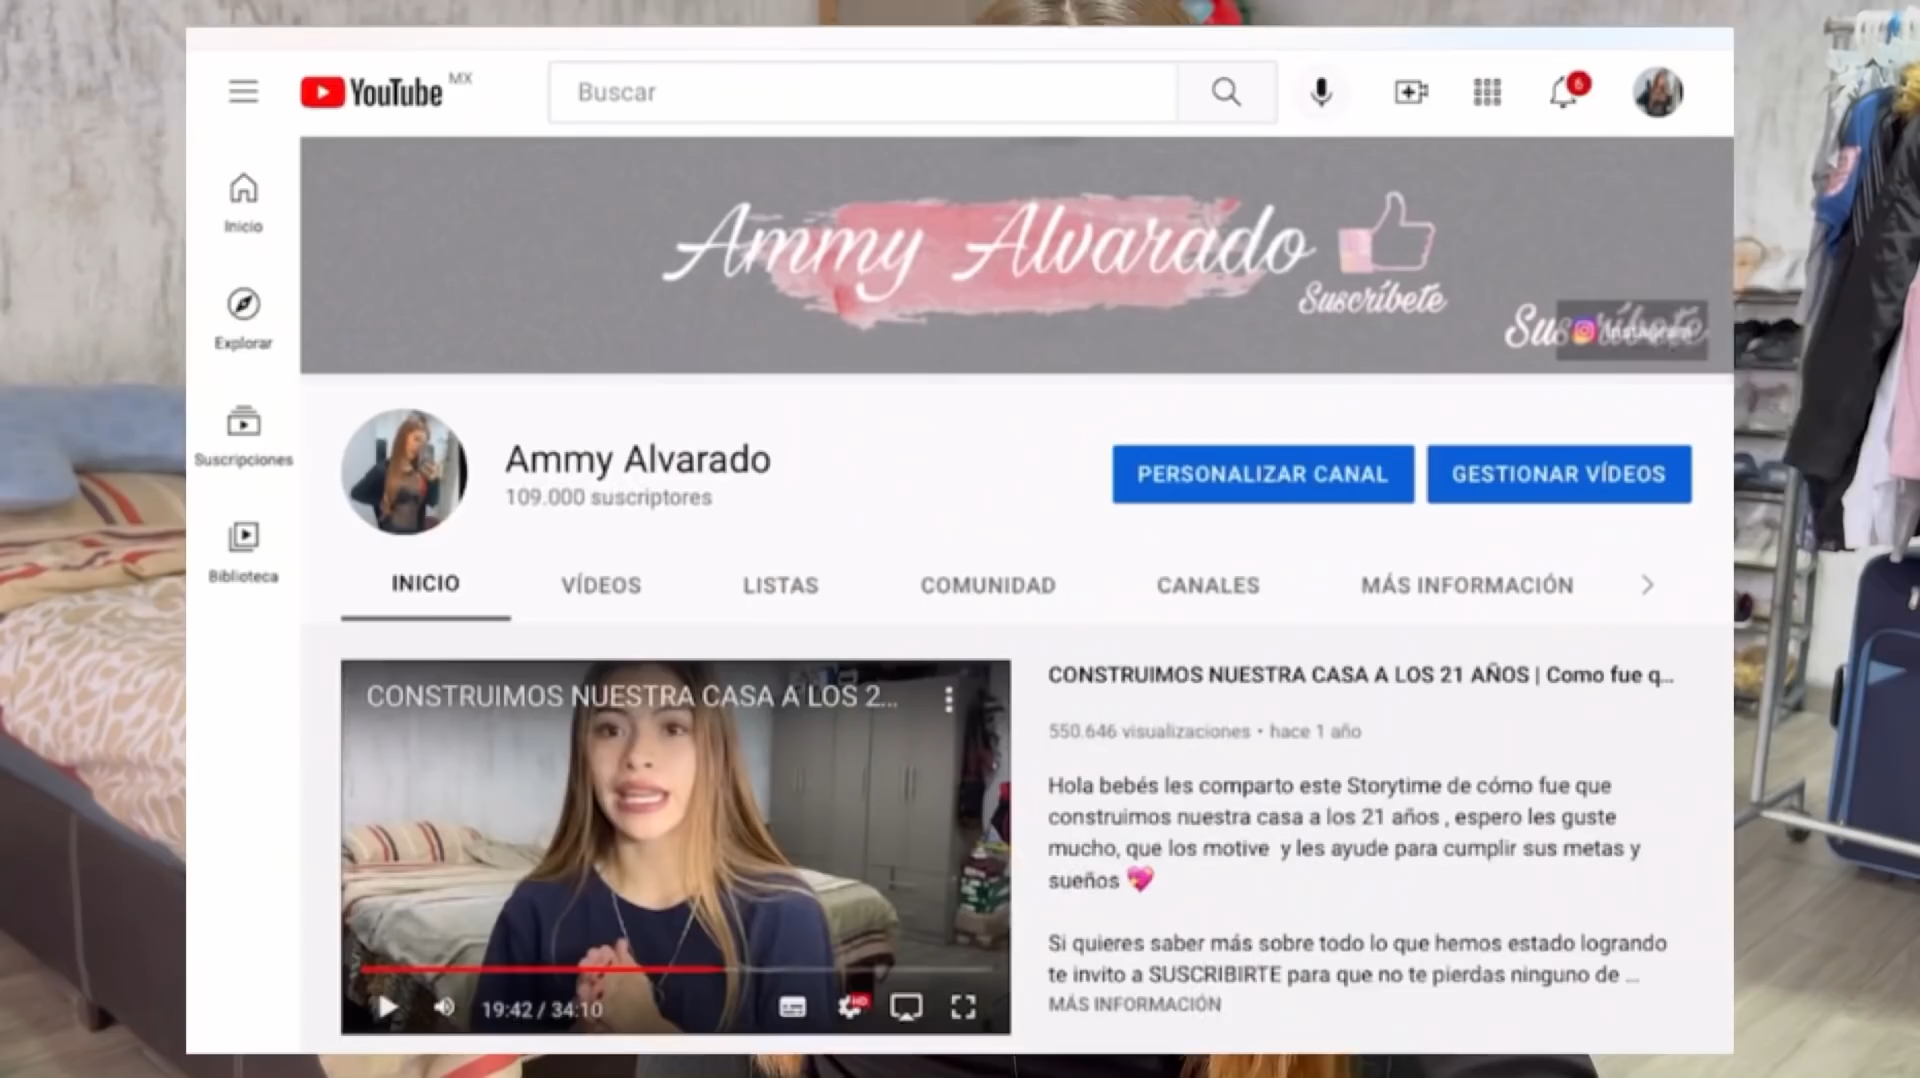 YouTube MX
Buscar
6
Inicio
Explorar
Suscripciones
Biblioteca
Ammy Alvarado
Suscríbete
Suscríbete
Instagram
Ammy Alvarado
109.000 suscriptores
PERSONALIZAR CANAL
GESTIONAR VÍDEOS
INICIO
VÍDEOS
LISTAS
COMUNIDAD
CANALES
MÁS INFORMACIÓN
CONSTRUIMOS NUESTRA CASA A LOS 2...
19:42 / 34:10
HD
CONSTRUIMOS NUESTRA CASA A LOS 21 AÑOS | Como fue q...
550.646 visualizaciones • hace 1 año
Hola bebés les comparto este Storytime de cómo fue que
construimos nuestra casa a los 21 años , espero les guste
mucho, que los motive y les ayude para cumplir sus metas y
sueños 💖
Si quieres saber más sobre todo lo que hemos estado logrando
te invito a SUSCRIBIRTE para que no te pierdas ninguno de ...
MÁS INFORMACIÓN